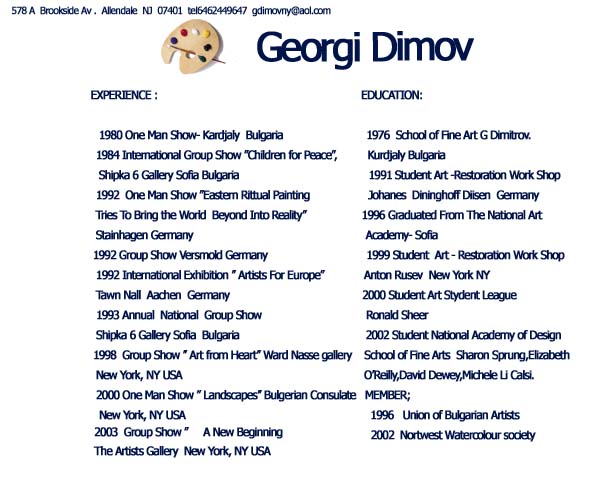 578 A Brookside Av . Allendale NJ 07401 tel6462449647 gdimovny@aol.com
Georgi Dimov
EXPERIENCE :
1980 One Man Show- Kardjaly Bulgaria
1984 International Group Show "Children for Peace",
Shipka 6 Gallery Sofia Bulgaria
1992 One Man Show "Eastern Rittual Painting
Tries To Bring the World Beyond Into Reality"
Stainhagen Germany
1992 Group Show Versmold Germany
1992 International Exhibition " Artists For Europe"
Tawn Nall Aachen Germany
1993 Annual National Group Show
Shipka 6 Gallery Sofia Bulgaria
1998 Group Show " Art from Heart" Ward Nasse gallery
New York, NY USA
2000 One Man Show " Landscapes" Bulgerian Consulate
New York, NY USA
2003 Group Show " A New Beginning
The Artists Gallery New York, NY USA
EDUCATION:
1976 School of Fine Art G Dimitrov.
Kurdjaly Bulgaria
1991 Student Art -Restoration Work Shop
Johanes Dininghoff Diisen Germany
1996 Graduated From The National Art
Academy- Sofia
1999 Student Art - Restoration Work Shop
Anton Rusev New York NY
2000 Student Art Stydent League
Ronald Sheer
2002 Student National Academy of Design
School of Fine Arts Sharon Sprung,Elizabeth
O'Reilly,David Dewey,Michele Li Calsi.
MEMBER;
1996 Union of Bulgarian Artists
2002 Nortwest Watercolour society